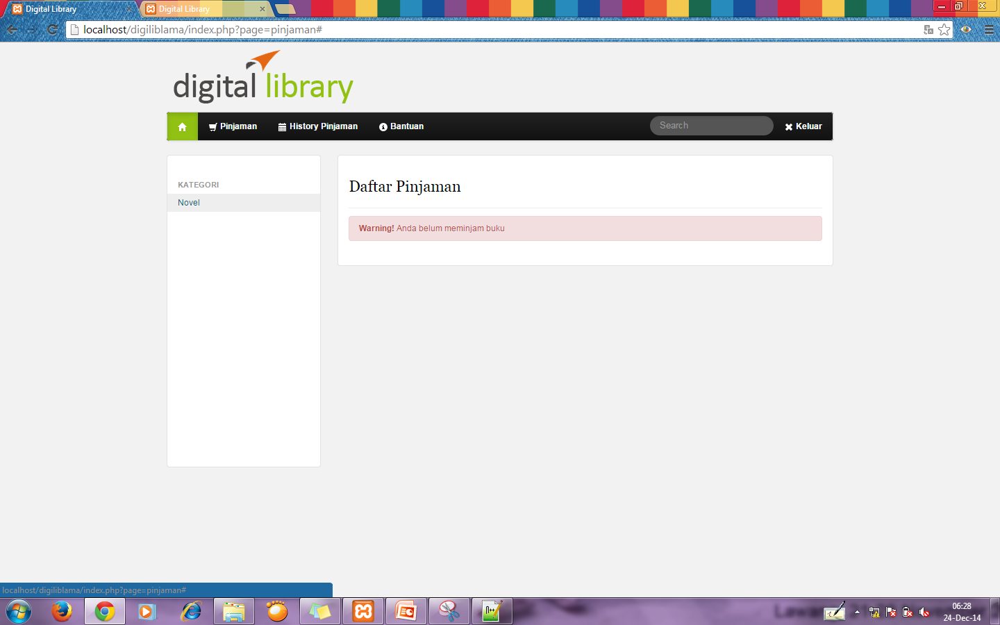 Digital Library
Digital Library
localhost/digiliblama/index.php?page=pinjaman#
digital library
Pinjaman
History Pinjaman
Bantuan
Search
Keluar
KATEGORI
Novel
Daftar Pinjaman
Warning! Anda belum meminjam buku
localhost/digiliblama/index.php?page=pinjaman#
06:28
24-Dec-14